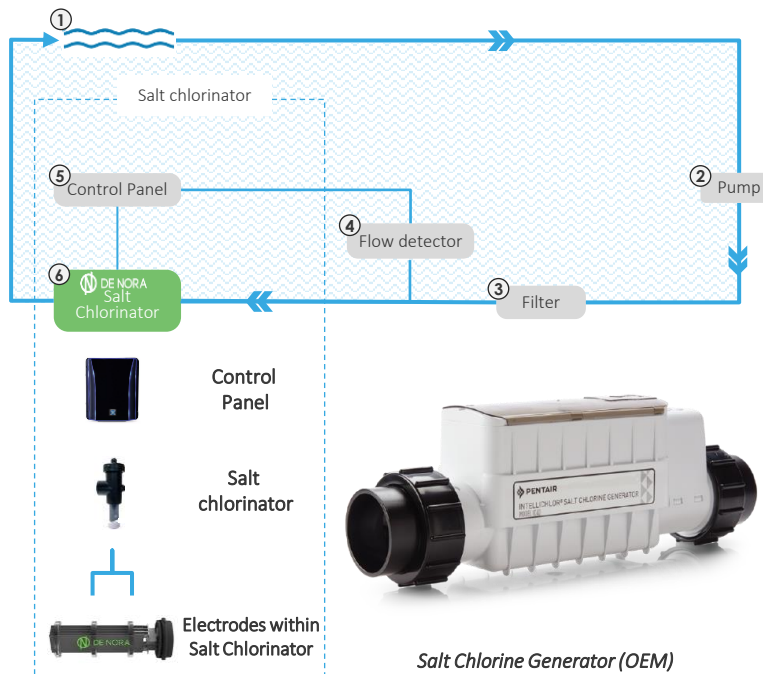 1
Salt chlorinator
5
Control Panel
2
Pump
4
Flow detector
6
DE NORA
Salt
Chlorinator
3
Filter
Control
Panel
Salt
chlorinator
PENTAIR
INTELLICHLOR® SALT CHLORINE GENERATOR
DE NORA
Electrodes within
Salt Chlorinator
Salt Chlorine Generator (OEM)